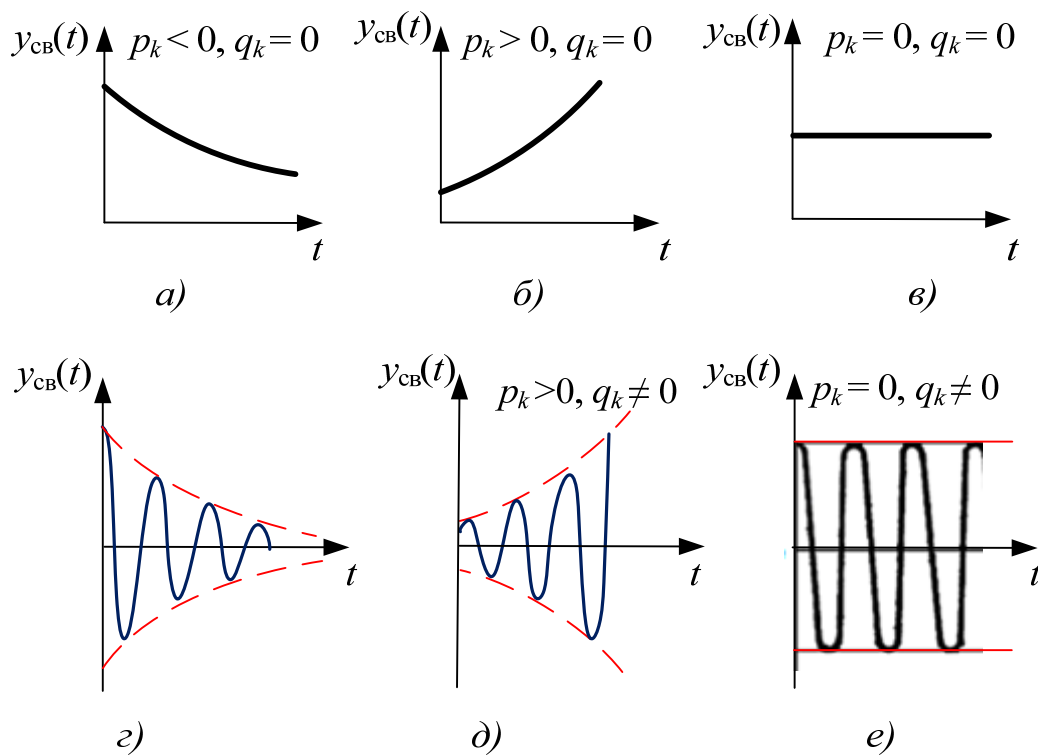 yсв(t) pk < 0, qk = 0
t
а)
yсв(t) pk > 0, qk = 0
t
б)
yсв(t) pk = 0, qk = 0
t
в)
yсв(t)
t
г)
yсв(t)
pk >0, qk ≠ 0
t
д)
yсв(t)
pk = 0, qk ≠ 0
t
е)